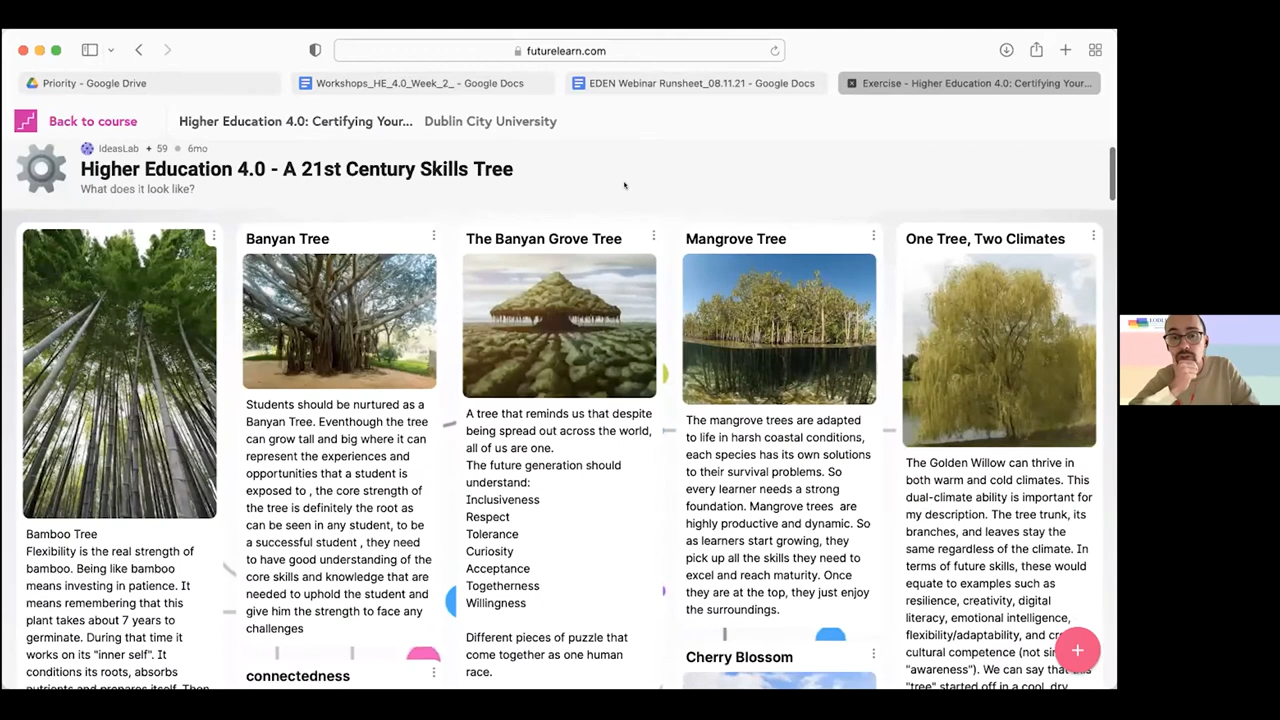 futurelearn.com
Priority - Google Drive
Workshops_HE_4.0_Week_2_ - Google Docs
EDEN Webinar Runsheet_08.11.21 - Google Docs
Exercise - Higher Education 4.0: Certifying Your...
Back to course
Higher Education 4.0: Certifying Your...
Dublin City University
IdeasLab + 59 6mo
Higher Education 4.0 - A 21st Century Skills Tree
What does it look like?
Bamboo Tree
Flexibility is the real strength of
bamboo. Being like bamboo
means investing in patience. It
means remembering that this
plant takes about 7 years to
germinate. During that time it
works on its "inner self". It
conditions its roots, absorbs
nutrients and prepares itself. Then
Banyan Tree
Students should be nurtured as a
Banyan Tree. Eventhough the tree
can grow tall and big where it can
represent the experiences and
opportunities that a student is
exposed to , the core strength of
the tree is definitely the root as
can be seen in any student, to be
a successful student , they need
to have good understanding of the
core skills and knowledge that are
needed to uphold the student and
give him the strength to face any
challenges
connectedness
The Banyan Grove Tree
A tree that reminds us that despite
being spread out across the world,
all of us are one.
The future generation should
understand:
Inclusiveness
Respect
Tolerance
Curiosity
Acceptance
Togetherness
Willingness
Different pieces of puzzle that
come together as one human
race.
Mangrove Tree
The mangrove trees are adapted
to life in harsh coastal conditions,
each species has its own solutions
to their survival problems. So
every learner needs a strong
foundation. Mangrove trees are
highly productive and dynamic. So
as learners start growing, they
pick up all the skills they need to
excel and reach maturity. Once
they are at the top, they just enjoy
the surroundings.
Cherry Blossom
One Tree, Two Climates
The Golden Willow can thrive in
both warm and cold climates. This
dual-climate ability is important for
my description. The tree trunk, its
branches, and leaves stay the
same regardless of the climate. In
terms of future skills, these would
equate to examples such as
resilience, creativity, digital
literacy, emotional intelligence,
flexibility/adaptability, and
cultural competence (not
"awareness"). We can say
"tree" started off in a cool, dry